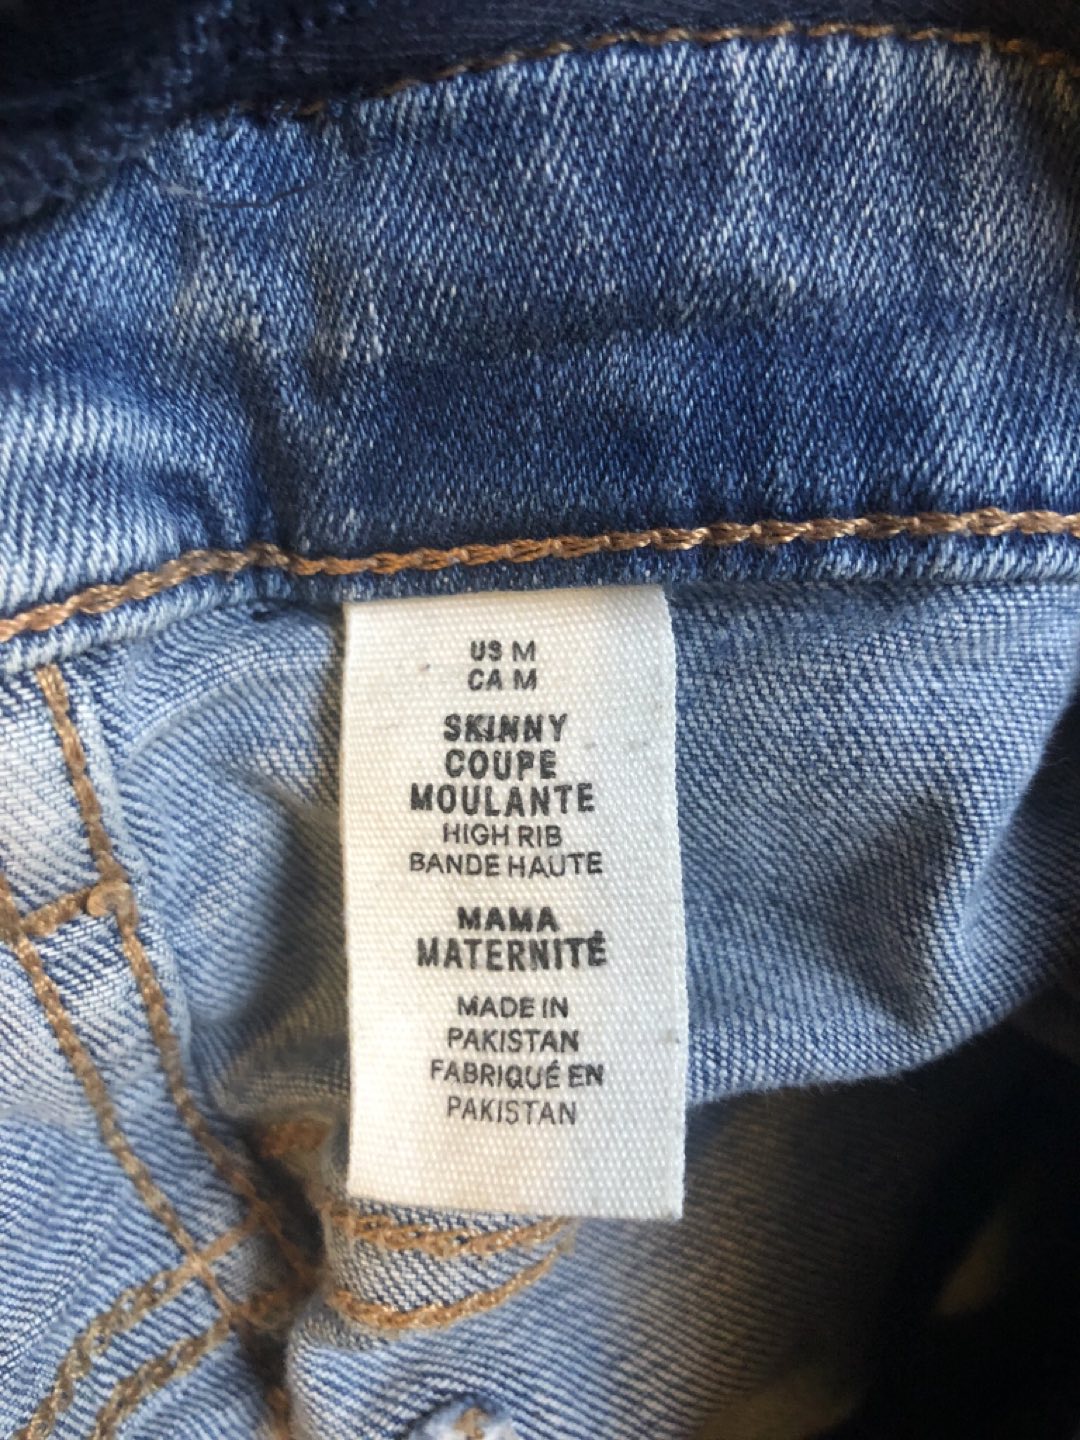 US M
CA M
SKINNY
COUPE
MOULANTE
HIGH RIB
BANDE HAUTE
MAMA
MATERNITÉ
MADE IN
PAKISTAN
FABRIQUÉ EN
PAKISTAN